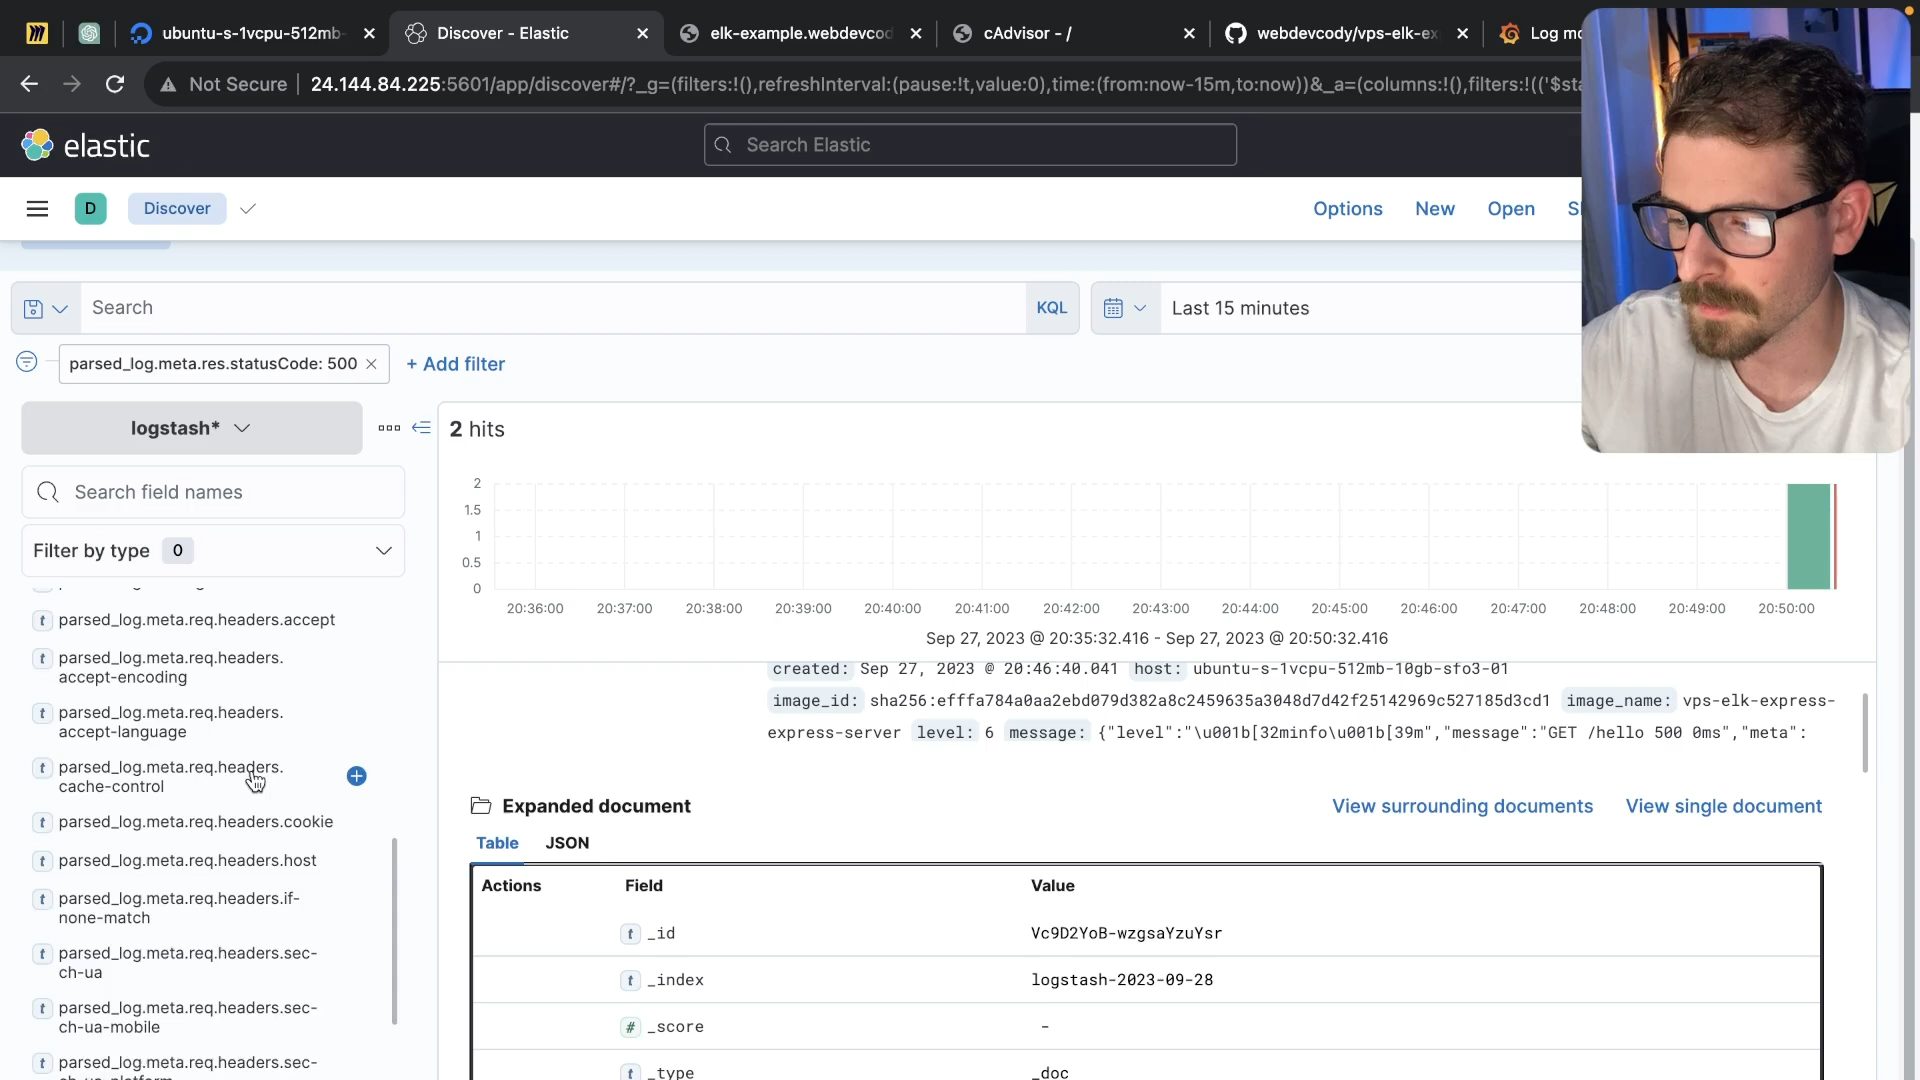 ubuntu-s-1vcpu-512mb-
Discover - Elastic
elk-example.webdevcod
cAdvisor - /
webdevcody/vps-elk-ex
Log mo
Not Secure
24.144.84.225:5601/app/discover#/?_g=(filters:!(),refreshInterval:(pause:!t,value:0),time:(from:now-15m,to:now))&_a=(columns:!(),filters:!(('$sta
elastic
Search Elastic
D
Discover
Options
New
Open
Search
KQL
Last 15 minutes
parsed_log.meta.res.statusCode: 500
+ Add filter
logstash*
2 hits
Search field names
Filter by type 0
t parsed_log.meta.req.headers.accept
t parsed_log.meta.req.headers.
accept-encoding
t parsed_log.meta.req.headers.
accept-language
t parsed_log.meta.req.headers.
cache-control
t parsed_log.meta.req.headers.cookie
t parsed_log.meta.req.headers.host
t parsed_log.meta.req.headers.if-
none-match
t parsed_log.meta.req.headers.sec-
ch-ua
t parsed_log.meta.req.headers.sec-
ch-ua-mobile
t parsed_log.meta.req.headers.sec-
2
1.5
1
0.5
0
20:36:00 20:37:00 20:38:00 20:39:00 20:40:00 20:41:00 20:42:00 20:43:00 20:44:00 20:45:00 20:46:00 20:47:00 20:48:00 20:49:00 20:50:00
Sep 27, 2023 @ 20:35:32.416 - Sep 27, 2023 @ 20:50:32.416
created: Sep 27, 2023 @ 20:46:40.041 host: ubuntu-s-1vcpu-512mb-10gb-sfo3-01
image_id: sha256:efffa784a0aa2ebd079d382a8c2459635a3048d7d42f25142969c527185d3cd1 image_name: vps-elk-express-
express-server level: 6 message: {"level":"\u001b[32minfo\u001b[39m","message":"GET /hello 500 0ms","meta":
Expanded document
View surrounding documents
View single document
Table
JSON
Actions Field Value
t _id Vc9D2YoB-wzgsaYzuYsr
t _index logstash-2023-09-28
# _score -
t _type _doc